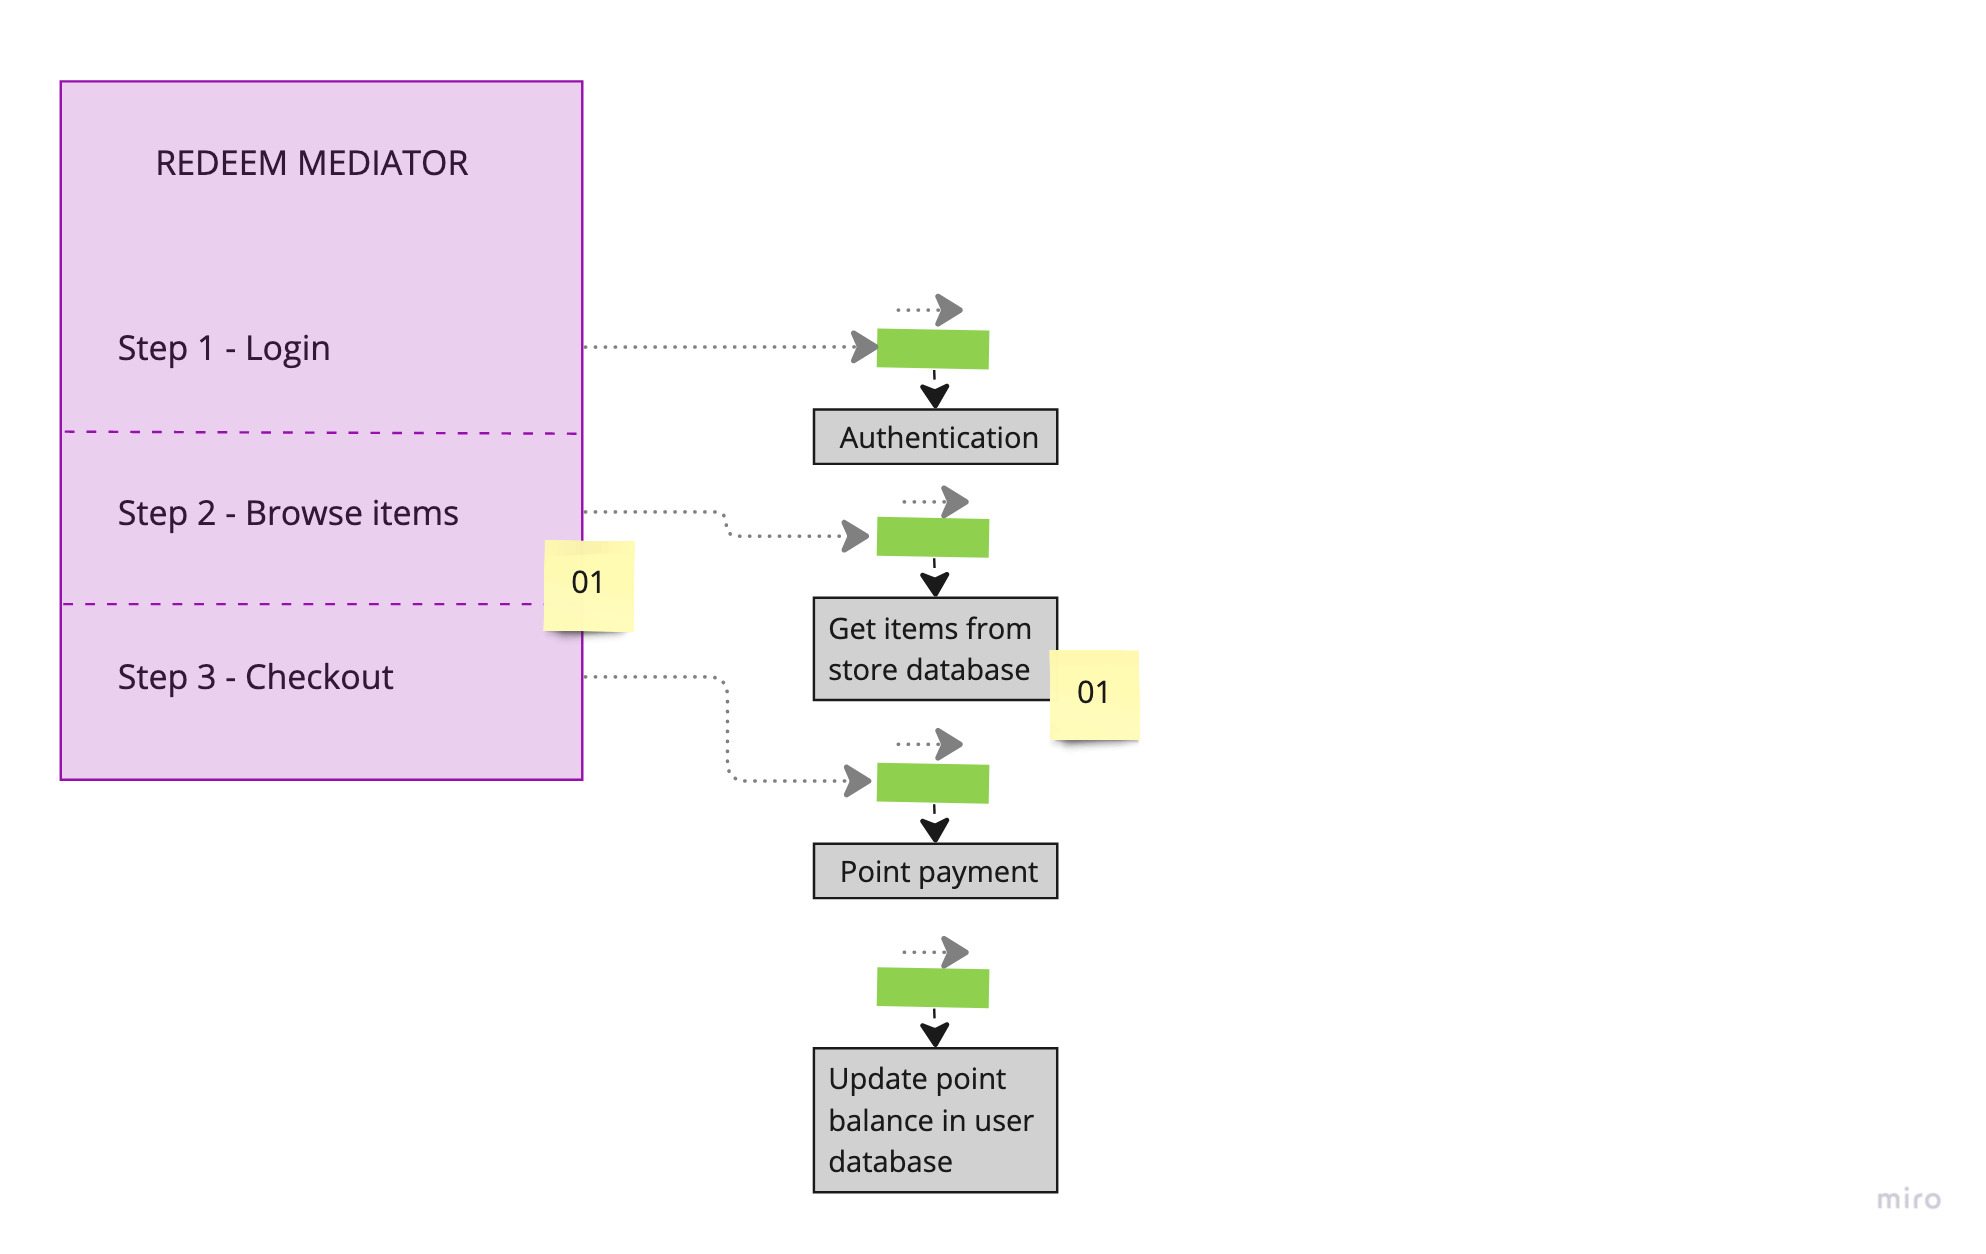 REDEEM MEDIATOR
Step 1 - Login
Authentication
Step 2 - Browse items
01
Get items from
store database
01
Step 3 - Checkout
Point payment
Update point
balance in user
database
miro